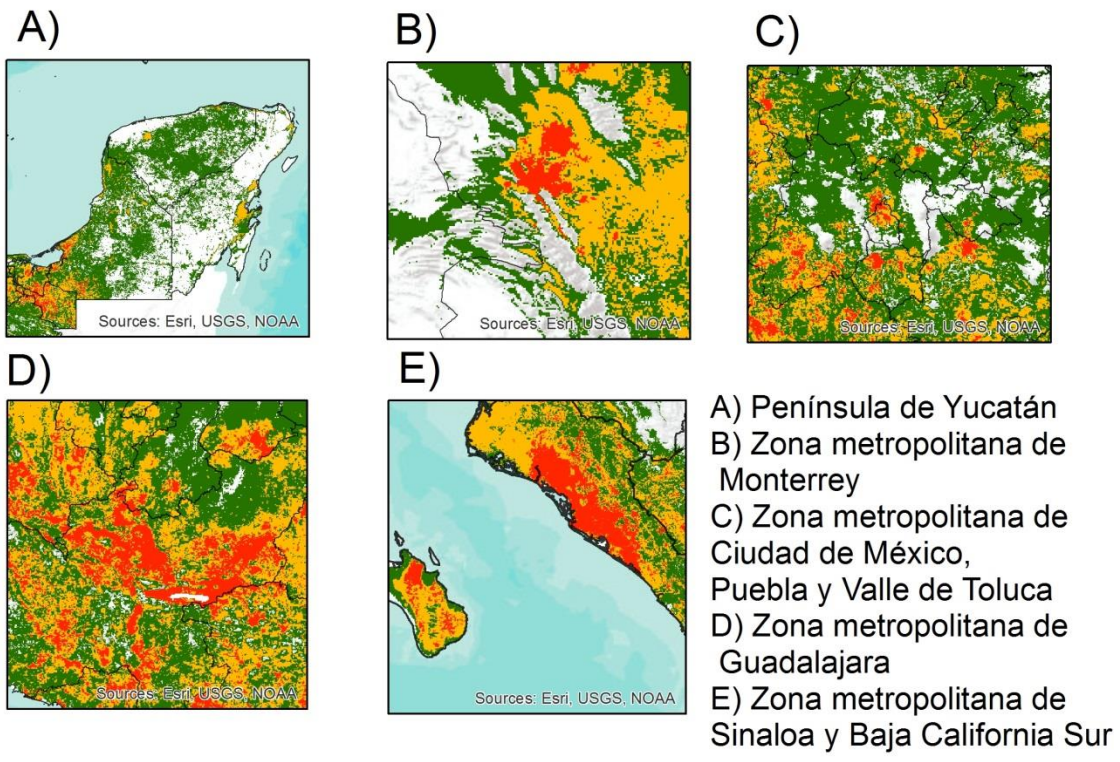 A)
B)
C)
Sources: Esri, USGS, NOAA
Sources: Esri, USGS, NOAA
Sources: Esri, USGS, NOAA
D)
E)
Sources: Esri, USGS, NOAA
Sources: Esri, USGS, NOAA
A) Península de Yucatán
B) Zona metropolitana de
Monterrey
C) Zona metropolitana de
Ciudad de México,
Puebla y Valle de Toluca
D) Zona metropolitana de
Guadalajara
E) Zona metropolitana de
Sinaloa y Baja California Sur